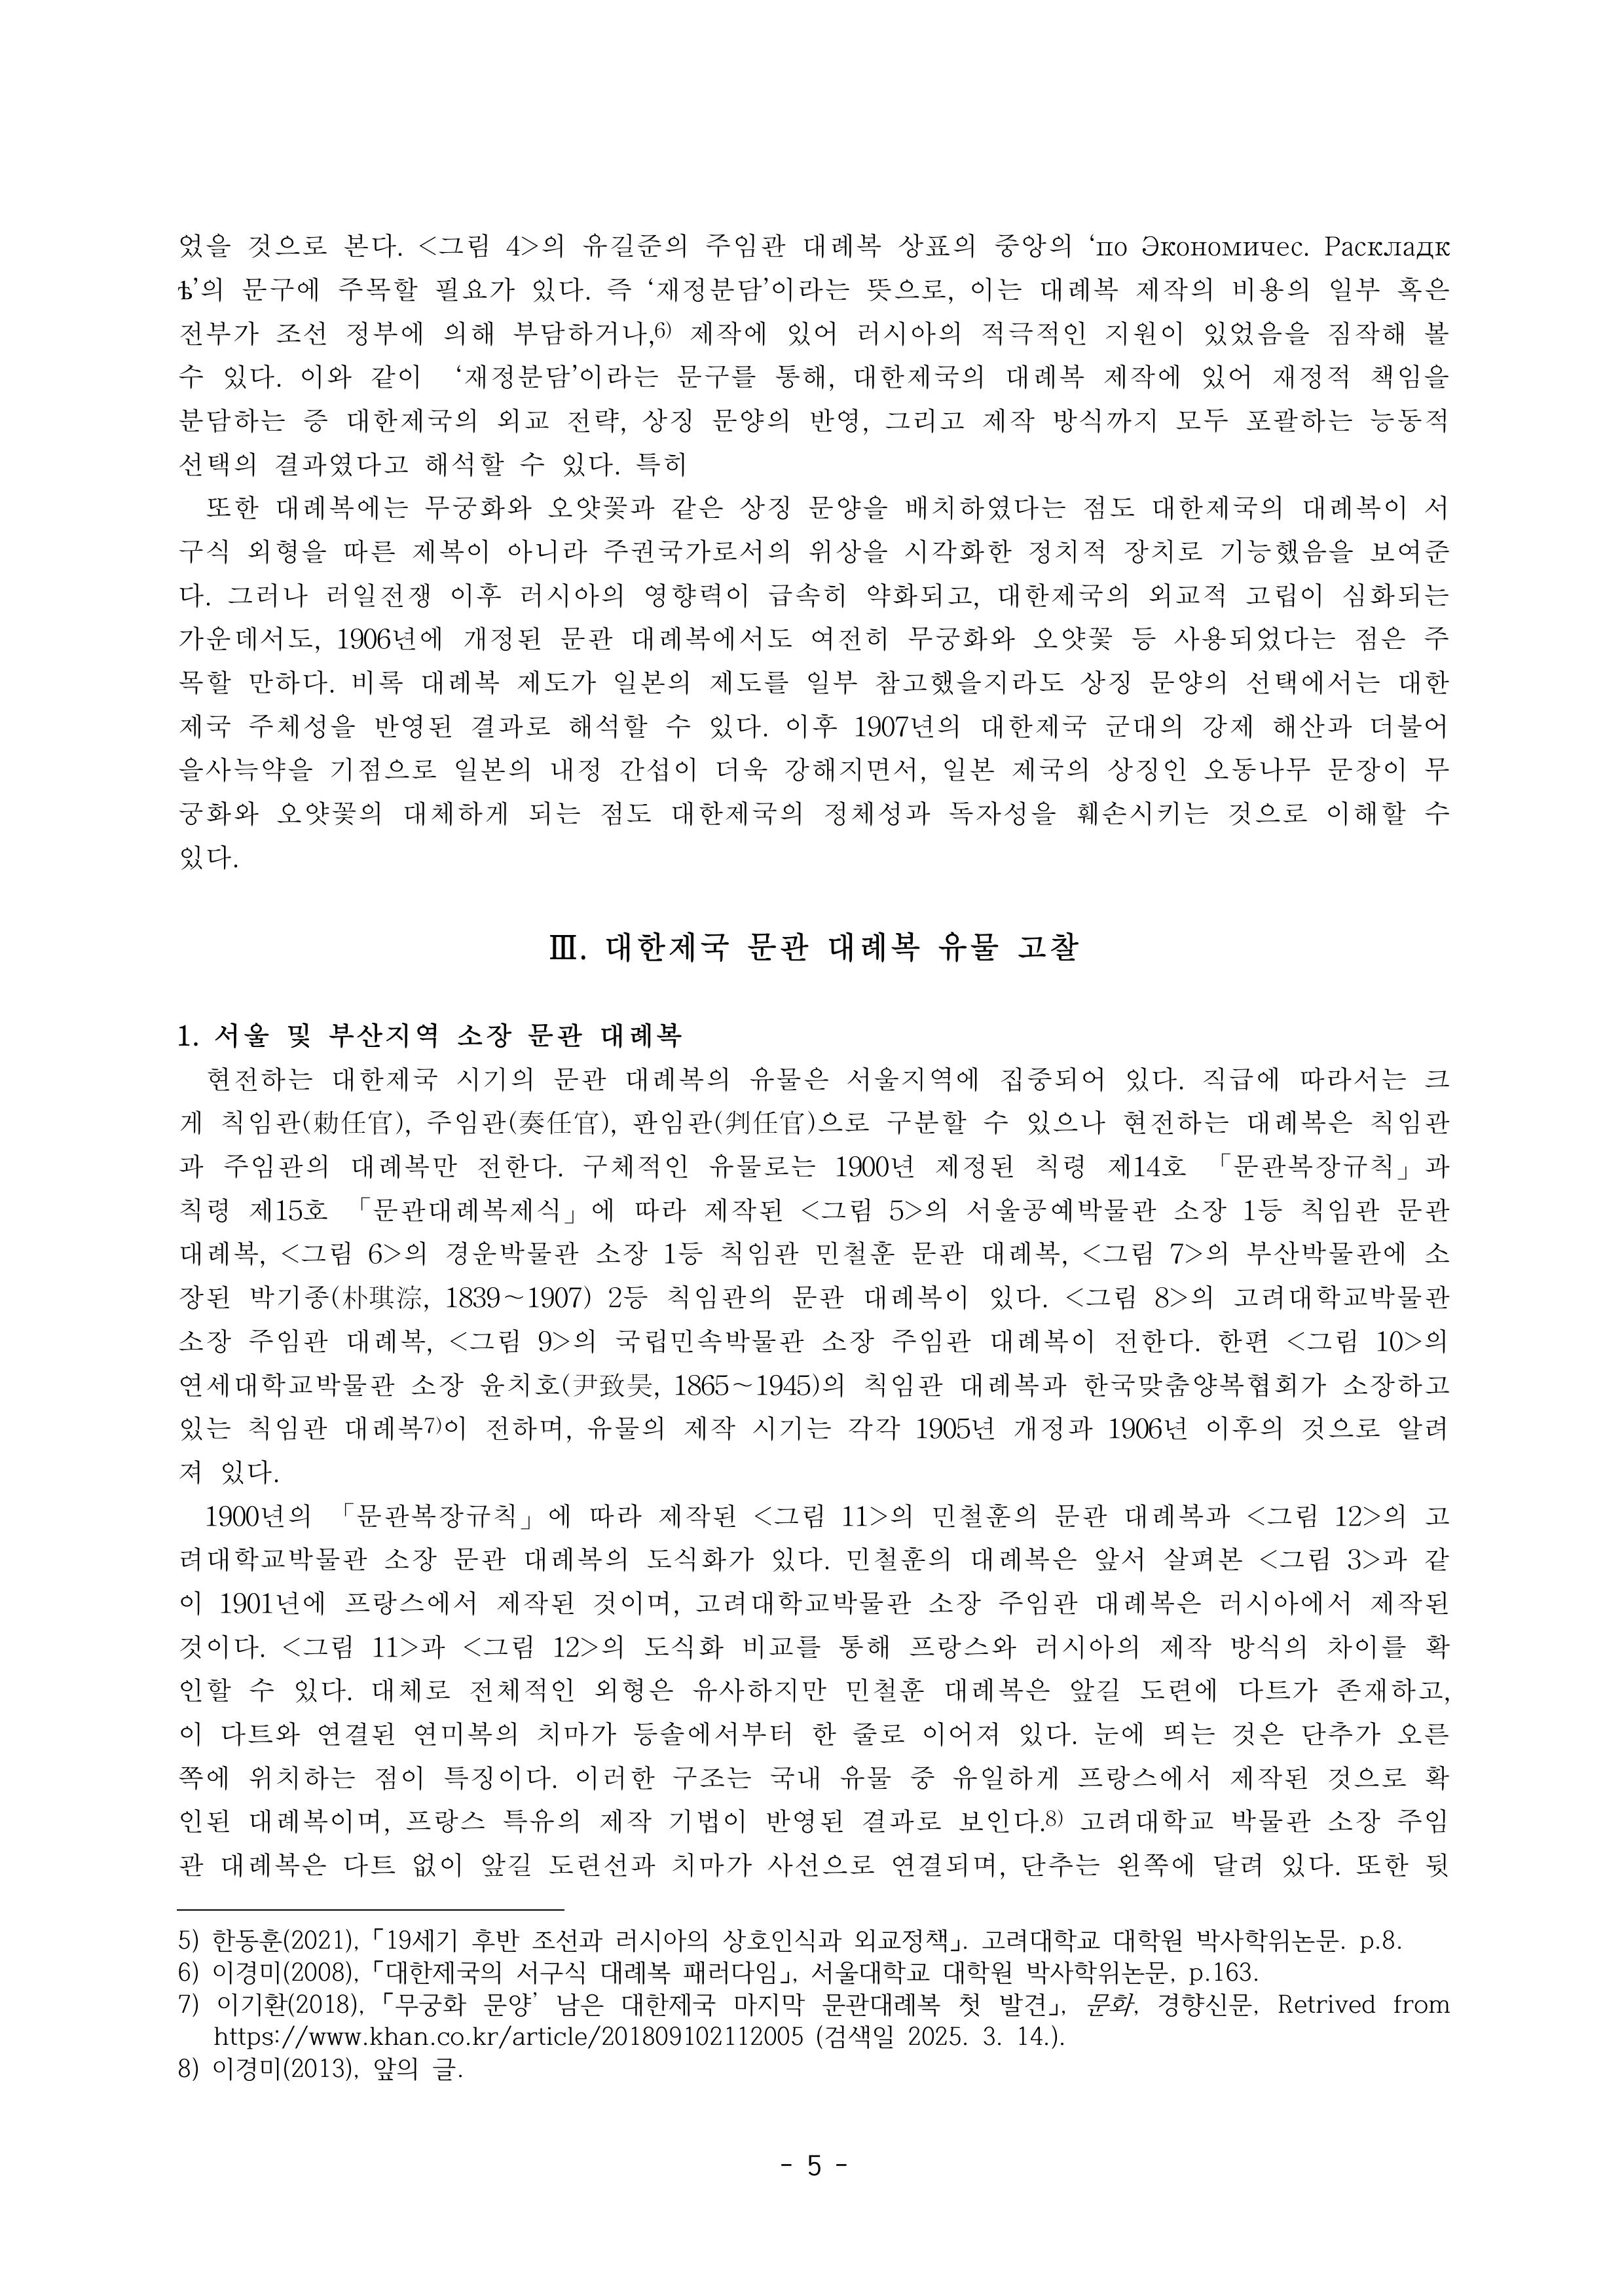 었을 것으로 본다. <그림 4>의 유길준의 주임관 대례복 상표의 중앙의 ‘по Экономичес. Раскладк
ѣ’의 문구에 주목할 필요가 있다. 즉 ‘재정분담’이라는 뜻으로, 이는 대례복 제작의 비용의 일부 혹은
전부가 조선 정부에 의해 부담하거나,6) 제작에 있어 러시아의 적극적인 지원이 있었음을 짐작해 볼
수 있다. 이와 같이 ‘재정분담’이라는 문구를 통해, 대한제국의 대례복 제작에 있어 재정적 책임을
분담하는 증 대한제국의 외교 전략, 상징 문양의 반영, 그리고 제작 방식까지 모두 포괄하는 능동적
선택의 결과였다고 해석할 수 있다. 특히
또한 대례복에는 무궁화와 오얏꽃과 같은 상징 문양을 배치하였다는 점도 대한제국의 대례복이 서
구식 외형을 따른 제복이 아니라 주권국가로서의 위상을 시각화한 정치적 장치로 기능했음을 보여준
다. 그러나 러일전쟁 이후 러시아의 영향력이 급속히 약화되고, 대한제국의 외교적 고립이 심화되는
가운데서도, 1906년에 개정된 문관 대례복에서도 여전히 무궁화와 오얏꽃 등 사용되었다는 점은 주
목할 만하다. 비록 대례복 제도가 일본의 제도를 일부 참고했을지라도 상징 문양의 선택에서는 대한
제국 주체성을 반영된 결과로 해석할 수 있다. 이후 1907년의 대한제국 군대의 강제 해산과 더불어
을사늑약을 기점으로 일본의 내정 간섭이 더욱 강해지면서, 일본 제국의 상징인 오동나무 문장이 무
궁화와 오얏꽃의 대체하게 되는 점도 대한제국의 정체성과 독자성을 훼손시키는 것으로 이해할 수
있다.
Ⅲ. 대한제국 문관 대례복 유물 고찰
1. 서울 및 부산지역 소장 문관 대례복
현전하는 대한제국 시기의 문관 대례복의 유물은 서울지역에 집중되어 있다. 직급에 따라서는 크
게 칙임관(勅任官), 주임관(奏任官), 판임관(判任官)으로 구분할 수 있으나 현전하는 대례복은 칙임관
과 주임관의 대례복만 전한다. 구체적인 유물로는 1900년 제정된 칙령 제14호 「문관복장규칙」과
칙령 제15호 「문관대례복제식」에 따라 제작된 <그림 5>의 서울공예박물관 소장 1등 칙임관 문관
대례복, <그림 6>의 경운박물관 소장 1등 칙임관 민철훈 문관 대례복, <그림 7>의 부산박물관에 소
장된 박기종(朴琪淙, 1839~1907) 2등 칙임관의 문관 대례복이 있다. <그림 8>의 고려대학교박물관
소장 주임관 대례복, <그림 9>의 국립민속박물관 소장 주임관 대례복이 전한다. 한편 <그림 10>의
연세대학교박물관 소장 윤치호(尹致昊, 1865~1945)의 칙임관 대례복과 한국맞춤양복협회가 소장하고
있는 칙임관 대례복7)이 전하며, 유물의 제작 시기는 각각 1905년 개정과 1906년 이후의 것으로 알려
져 있다.
1900년의 「문관복장규칙」에 따라 제작된 <그림 11>의 민철훈의 문관 대례복과 <그림 12>의 고
려대학교박물관 소장 문관 대례복의 도식화가 있다. 민철훈의 대례복은 앞서 살펴본 <그림 3>과 같
이 1901년에 프랑스에서 제작된 것이며, 고려대학교박물관 소장 주임관 대례복은 러시아에서 제작된
것이다. <그림 11>과 <그림 12>의 도식화 비교를 통해 프랑스와 러시아의 제작 방식의 차이를 확
인할 수 있다. 대체로 전체적인 외형은 유사하지만 민철훈 대례복은 앞길 도련에 다트가 존재하고,
이 다트와 연결된 연미복의 치마가 등솔에서부터 한 줄로 이어져 있다. 눈에 띄는 것은 단추가 오른
쪽에 위치하는 점이 특징이다. 이러한 구조는 국내 유물 중 유일하게 프랑스에서 제작된 것으로 확
인된 대례복이며, 프랑스 특유의 제작 기법이 반영된 결과로 보인다.8) 고려대학교 박물관 소장 주임
관 대례복은 다트 없이 앞길 도련선과 치마가 사선으로 연결되며, 단추는 왼쪽에 달려 있다. 또한 뒷
5) 한동훈(2021), 「19세기 후반 조선과 러시아의 상호인식과 외교정책」. 고려대학교 대학원 박사학위논문. p.8.
6) 이경미(2008), 「대한제국의 서구식 대례복 패러다임」, 서울대학교 대학원 박사학위논문, p.163.
7) 이기환(2018), 「무궁화 문양’ 남은 대한제국 마지막 문관대례복 첫 발견」, 문화, 경향신문, Retrived from
https://www.khan.co.kr/article/201809102112005 (검색일 2025. 3. 14.).
8) 이경미(2013), 앞의 글.
- 5 -